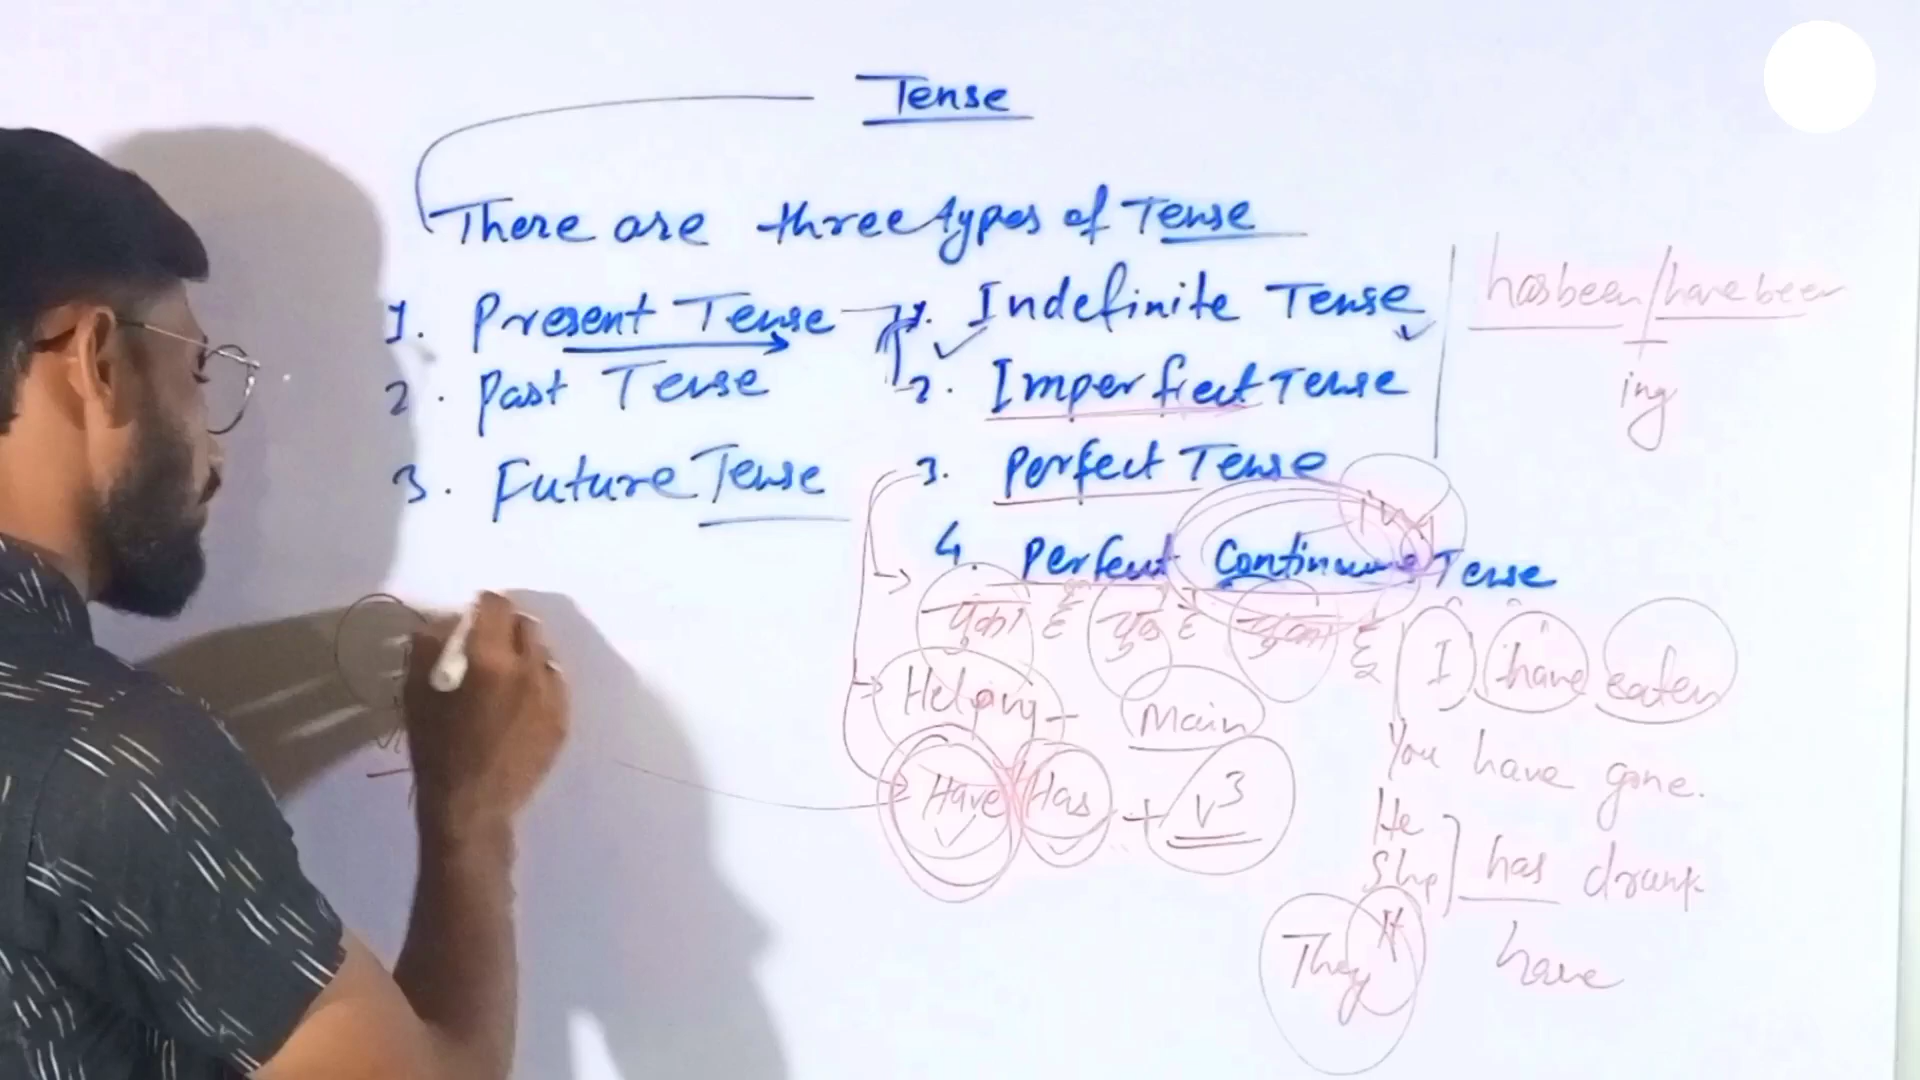 Tense
There are three types of Tense
1. Present Tense
2. Past Tense
3. Future Tense
1. Indefinite Tense
2. Imperfiect Tense
3. Perfect Tense
4. Perfect Continuous Tense
has been / have been
+
ing
ing
Helping - Main
Have Has + V3
I have eaten
You have gone.
He
She
It
has drunk
They have